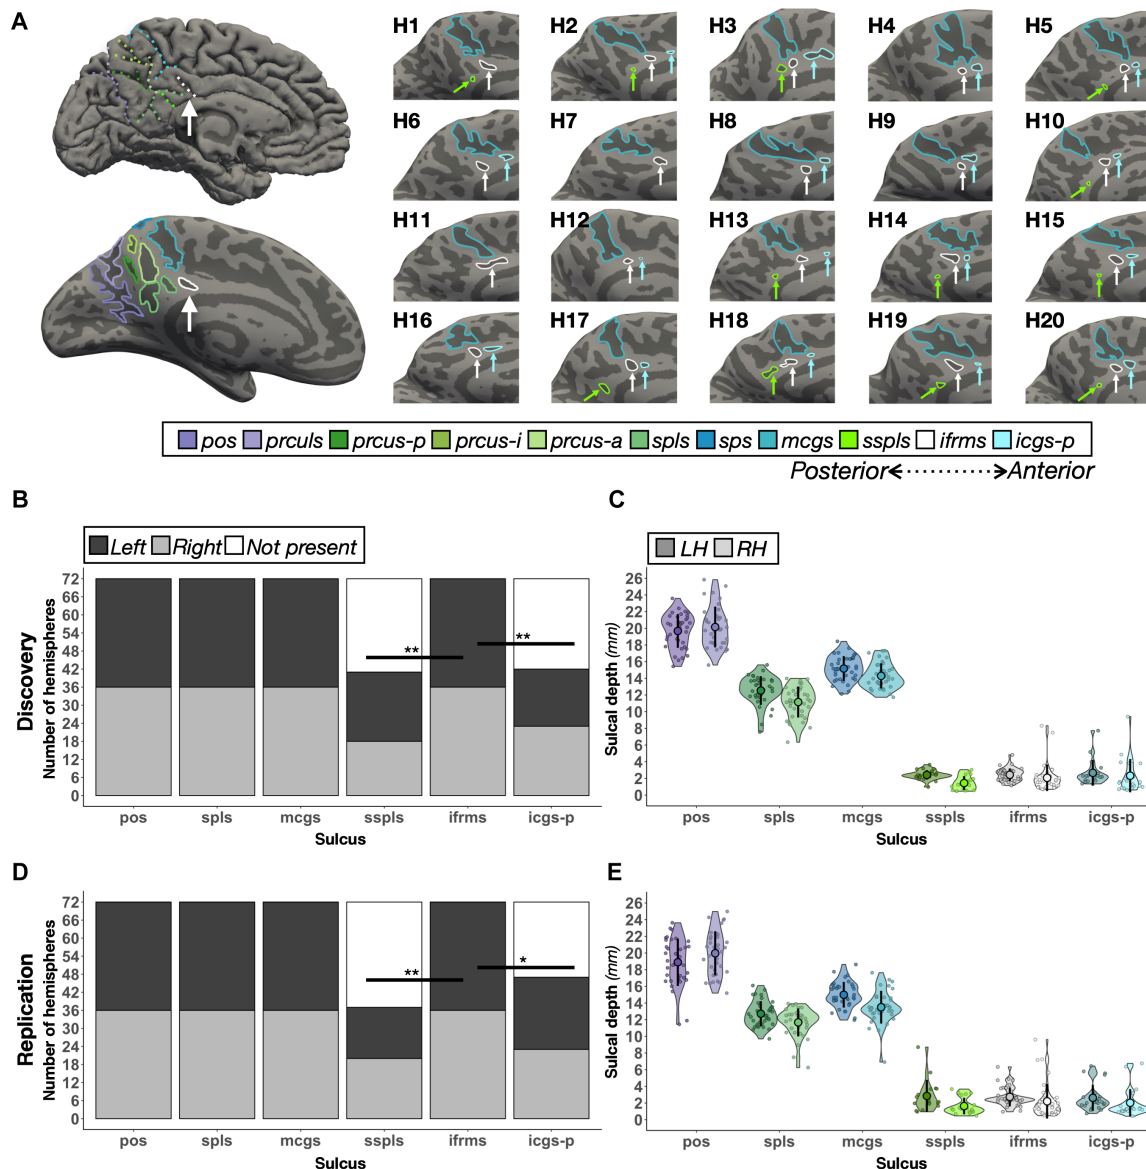 A
H1 H2 H3 H4 H5
H6 H7 H8 H9 H10
H11 H12 H13 H14 H15
H16 H17 H18 H19 H20
pos prculs prcus-p prcus-i prcus-a spls sps mcgs sspls ifrms icgs-p
Posterior Anterior
B
Left Right Not present
Discovery
Number of hemispheres
72
66
60
54
48
42
36
30
24
18
12
6
0
** **
pos spls mcgs sspls ifrms icgs-p
Sulcus
C
LH RH
Sulcal depth (mm)
26
24
22
20
18
16
14
12
10
8
6
4
2
0
pos spls mcgs sspls ifrms icgs-p
Sulcus
D
Replication
Number of hemispheres
72
66
60
54
48
42
36
30
24
18
12
6
0
** *
pos spls mcgs sspls ifrms icgs-p
Sulcus
E
Sulcal depth (mm)
26
24
22
20
18
16
14
12
10
8
6
4
2
0
pos spls mcgs sspls ifrms icgs-p
Sulcus